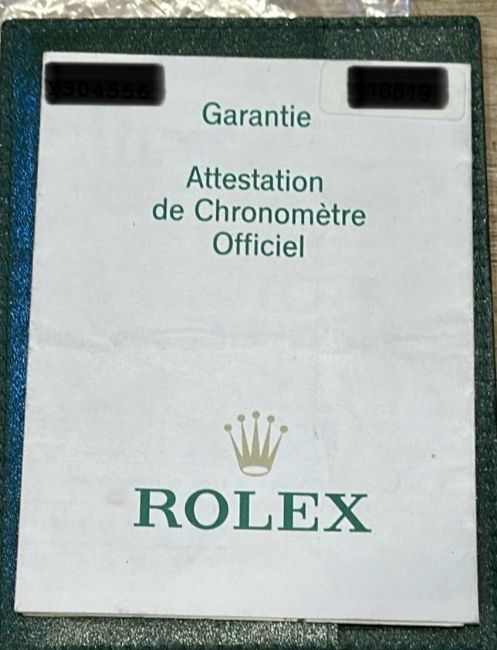 Garantie
Attestation
de Chronomètre
Officiel
ROLEX